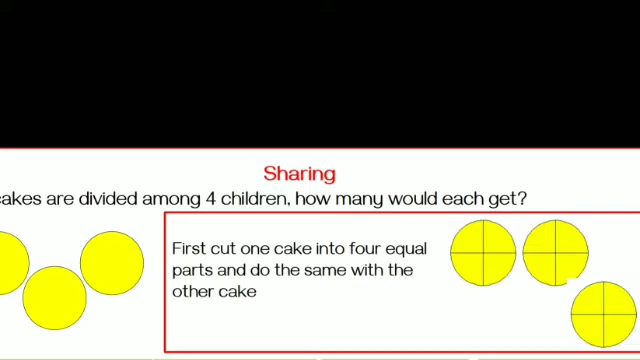 Sharing
cakes are divided among 4 children, how many would each get?
First cut one cake into four equal
parts and do the same with the
other cake